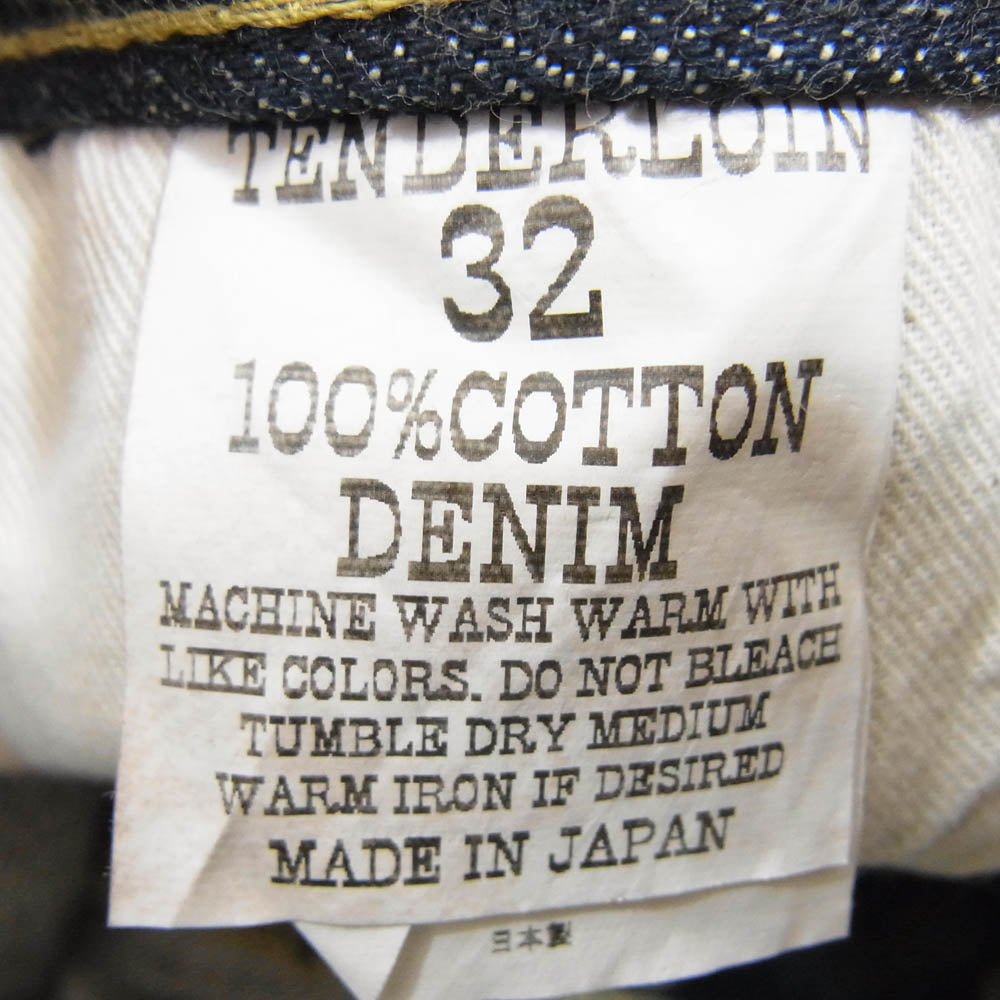 TENDERLOIN
32
100%COTTON
DENIM
MACHINE WASH WARM WITH
LIKE COLORS. DO NOT BLEACH
TUMBLE DRY MEDIUM
WARM IRON IF DESIRED
MADE IN JAPAN
日本製